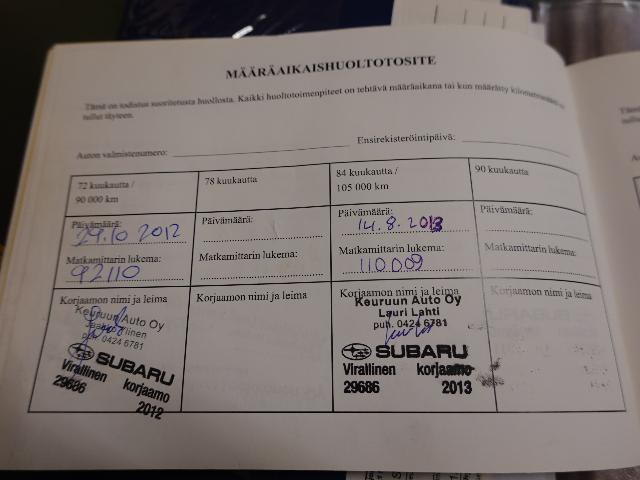 MÄÄRÄAIKAISHUOLTOTOSITE
Tämä on todistus suoritetusta huollosta. Kaikki huoltotoimenpiteet on tehtävä määräaikana tai kun määrätty
tullut täyteen.
Auton valmistenumero:
Ensirekisteröintipäivä:
72 kuukautta /
90 000 km
78 kuukautta
84 kuukautta /
105 000 km
90 kuukautta
Päivämäärä:
29.10 2012
Päivämäärä:
Päivämäärä:
14.8.2013
Päivämäärä:
Matkamittarin lukema:
92110
Matkamittarin lukema:
Matkamittarin lukema:
110009
Matkamittarin lukema:
Korjaamon nimi ja leima
Keuruun Auto Oy
puh. 0424 6781
SUBARU
Virallinen korjaamo
29686 2012
Korjaamon nimi ja leima
Korjaamon nimi ja leima
Keuruun Auto Oy
Lauri Lahti
puh. 0424 6781
SUBARU
Virallinen korjaamo
29686 2013
Korjaamon nimi ja leima